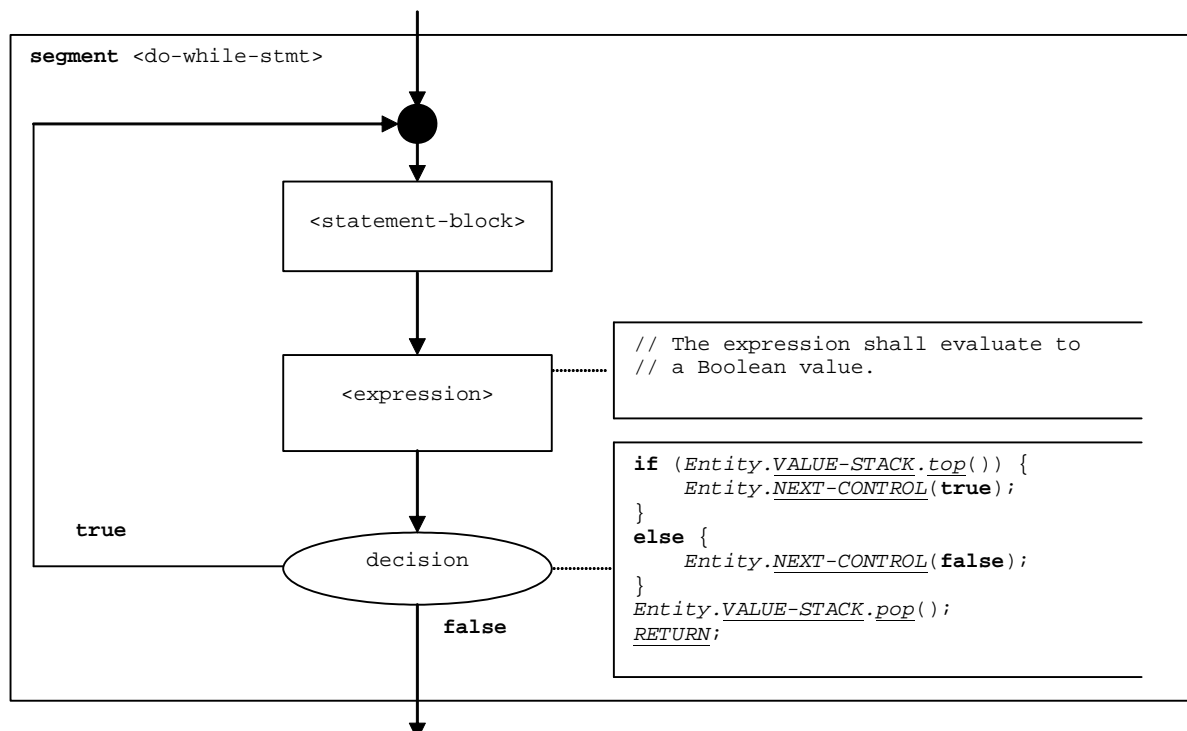 segment <do-while-stmt>
<statement-block>
<expression>
// The expression shall evaluate to
// a Boolean value.
decision
true
false
if (Entity.VALUE-STACK.top()) {
    Entity.NEXT-CONTROL(true);
}
else {
    Entity.NEXT-CONTROL(false);
}
Entity.VALUE-STACK.pop();
RETURN;